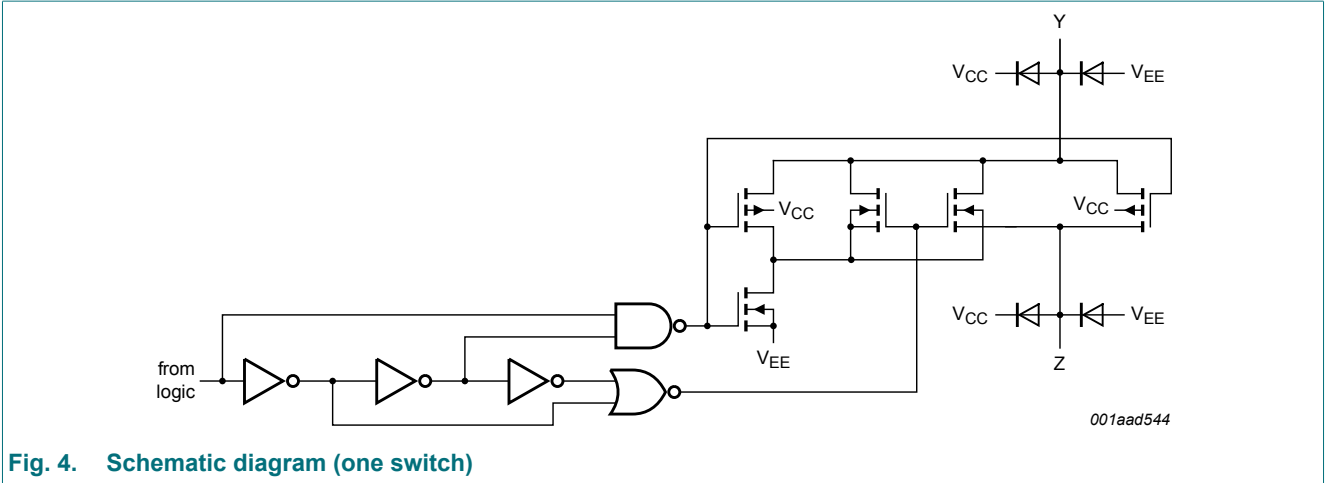 Y
VCC VEE
VCC VCC
VEE
VCC VEE
Z
from
logic
001aad544
Fig. 4. Schematic diagram (one switch)